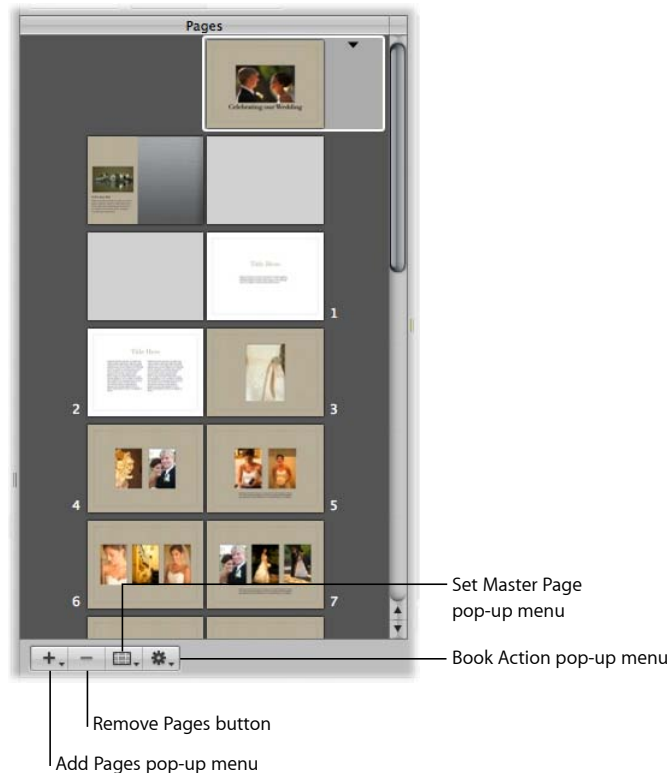 Pages
Celebrating our Wedding
Title Here
1
Title Here
2
3
4
5
6
7
Set Master Page
pop-up menu
Book Action pop-up menu
Remove Pages button
Add Pages pop-up menu